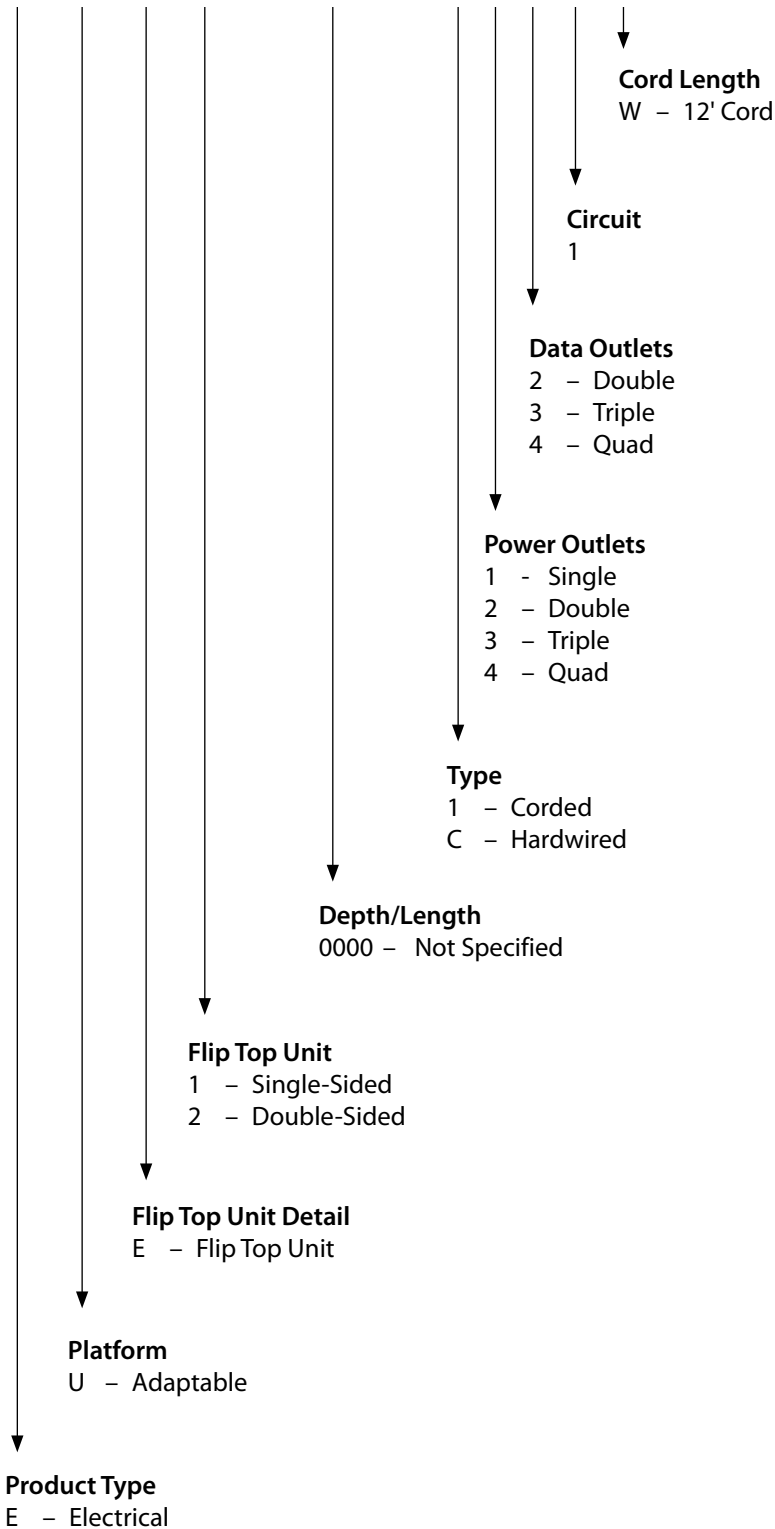 Cord Length
W – 12' Cord
Circuit
1
Data Outlets
2 – Double
3 – Triple
4 – Quad
Power Outlets
1 - Single
2 – Double
3 – Triple
4 – Quad
Type
1 – Corded
C – Hardwired
Depth/Length
0000 – Not Specified
Flip Top Unit
1 – Single-Sided
2 – Double-Sided
Flip Top Unit Detail
E – Flip Top Unit
Platform
U – Adaptable
Product Type
E – Electrical